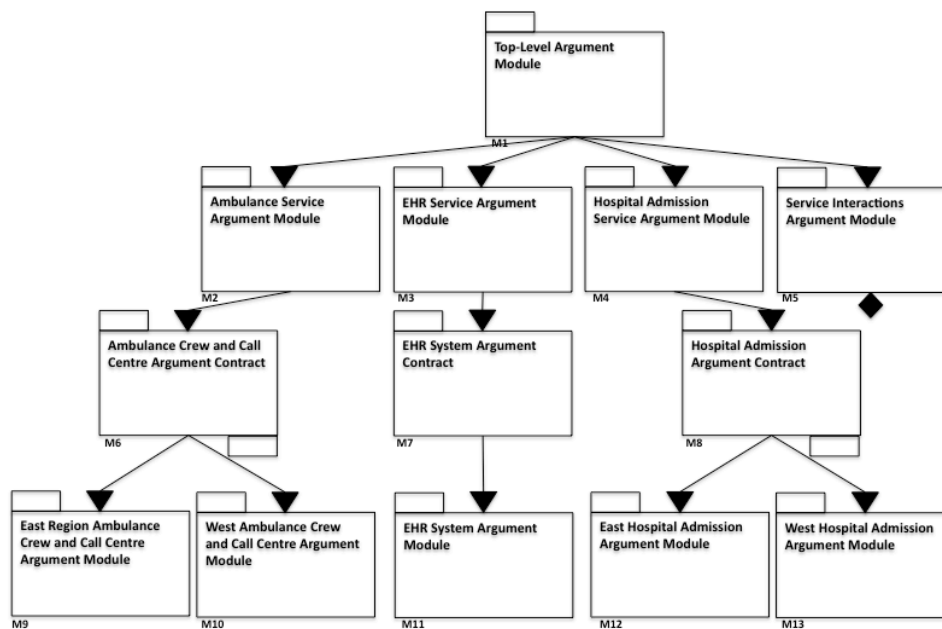 Top-Level Argument
Module
M1
Ambulance Service
Argument Module
M2
EHR Service Argument
Module
M3
Hospital Admission
Service Argument Module
M4
Service Interactions
Argument Module
M5
Ambulance Crew and Call
Centre Argument Contract
M6
EHR System Argument
Contract
M7
Hospital Admission
Argument Contract
M8
East Region Ambulance
Crew and Call Centre
Argument Module
M9
West Ambulance Crew
and Call Centre Argument
Module
M10
EHR System Argument
Module
M11
East Hospital Admission
Argument Module
M12
West Hospital Admission
Argument Module
M13